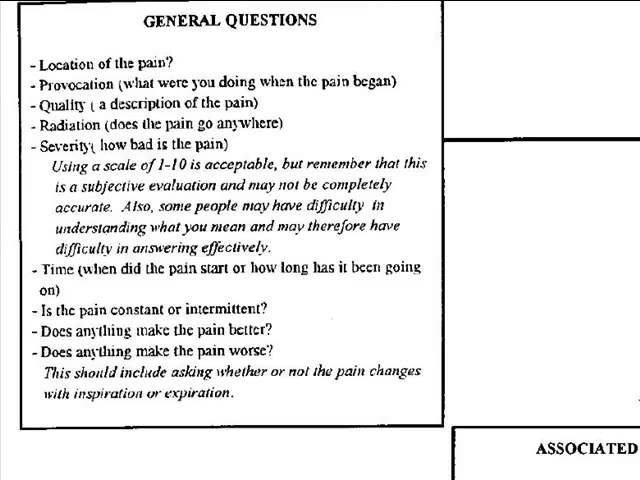 GENERAL QUESTIONS
- Location of the pain?
- Provocation (what were you doing when the pain began)
- Quality ( a description of the pain)
- Radiation (does the pain go anywhere)
- Severity( how bad is the pain)
Using a scale of 1-10 is acceptable, but remember that this
is a subjective evaluation and may not be completely
accurate. Also, some people may have difficulty in
understanding what you mean and may therefore have
difficulty in answering effectively.
- Time (when did the pain start or how long has it been going
on)
- Is the pain constant or intermittent?
- Does anything make the pain better?
- Does anything make the pain worse?
This should include asking whether or not the pain changes
with inspiration or expiration.
ASSOCIATED